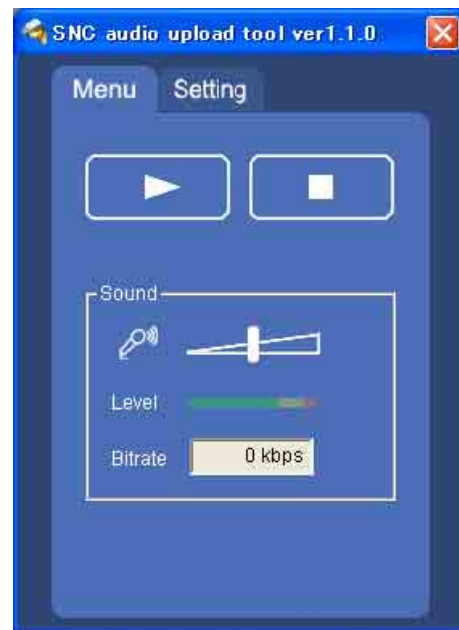 SNC audio upload tool ver1.1.0
Menu Setting
Sound
Level
Bitrate 0 kbps